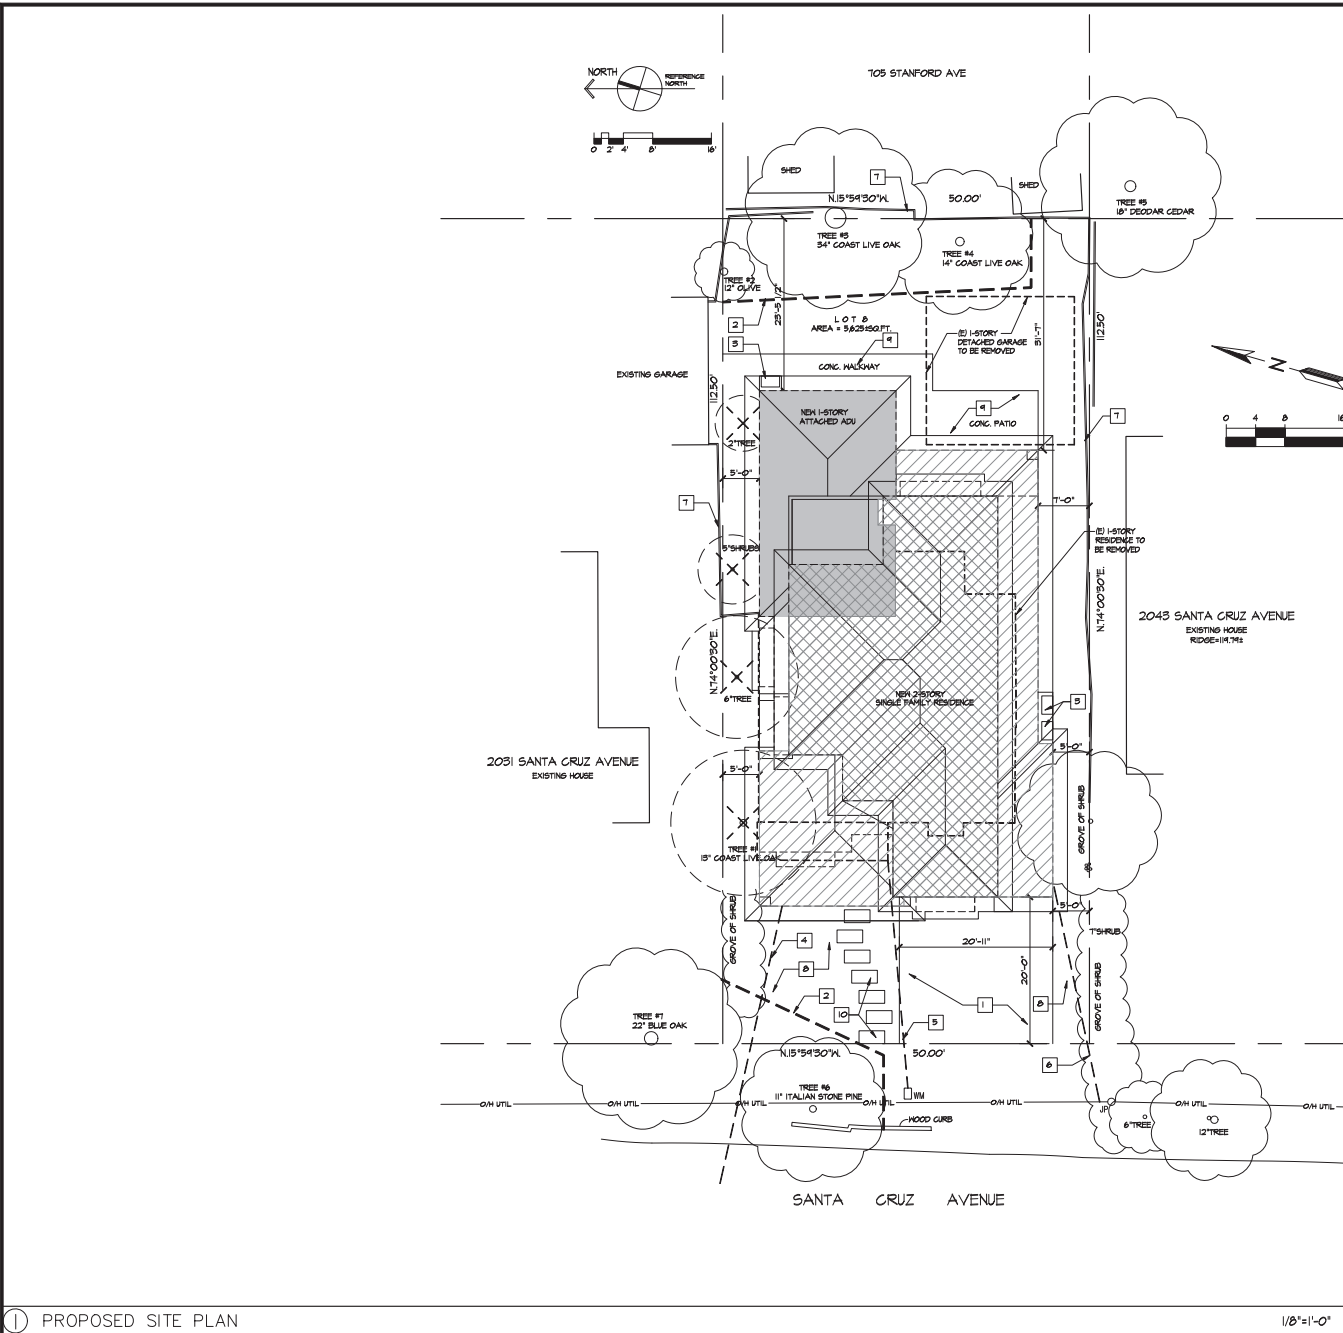 705 STANFORD AVE
NORTH
REFERENCE
NORTH
0 2' 4' 8' 16'
SHED
7
SHED
N.15°59'30"W. 50.00'
TREE #5
18" DEODAR CEDAR
TREE #3
34" COAST LIVE OAK
TREE #4
14" COAST LIVE OAK
TREE #2
12" OLIVE
25'-5 1/2"
LOT 8
AREA = 5,625±SQ.FT.
2
3
9
(E) 1-STORY
DETACHED GARAGE
TO BE REMOVED
31'-7"
112.50'
CONC. WALKWAY
EXISTING GARAGE
112.50'
N
0 4 8 16
NEW 1-STORY
ATTACHED ADU
9
CONC. PATIO
7
2"TREE
5'-0"
7
7'-0"
(E) 1-STORY
RESIDENCE TO
BE REMOVED
5"SHRUBS
N.74°00'30"E.
N.74°00'30"E.
2043 SANTA CRUZ AVENUE
EXISTING HOUSE
RIDGE=119.79±
6"TREE
NEW 2-STORY
SINGLE FAMILY RESIDENCE
3
5'-0"
2031 SANTA CRUZ AVENUE
EXISTING HOUSE
5'-0"
GROVE OF SHRUB
TREE #1
13" COAST LIVE OAK
5'-0"
GROVE OF SHRUB
7"SHRUB
4
20'-11"
20'-0"
8
GROVE OF SHRUB
2
1
8
10
5
TREE #7
22" BLUE OAK
N.15°59'30"W. 50.00'
6
TREE #6
11" ITALIAN STONE PINE
WM
O/H UTIL O/H UTIL O/H UTIL O/H UTIL O/H UTIL O/H UTIL O/H UTIL
JP
WOOD CURB
6"TREE
12"TREE
SANTA CRUZ AVENUE
1 PROPOSED SITE PLAN
1/8"=1'-0"